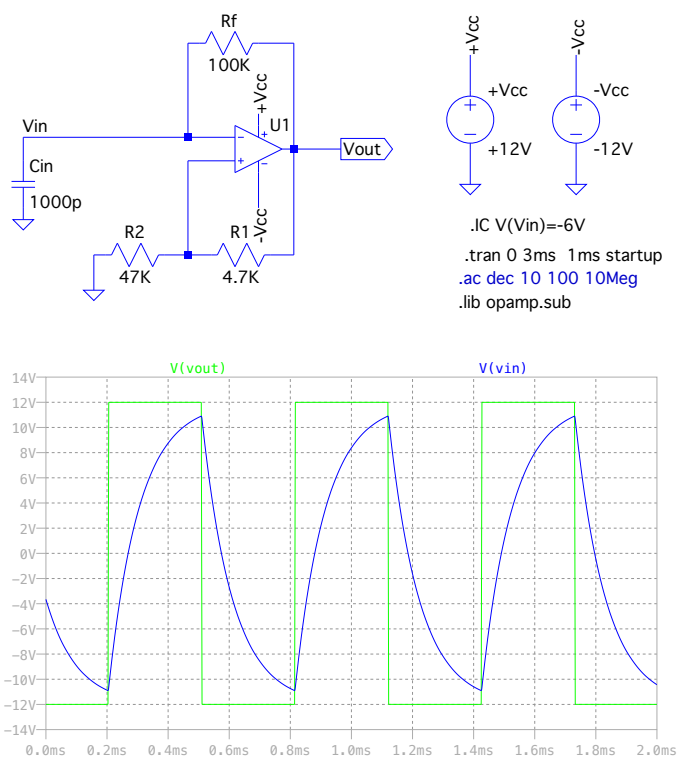 Rf
100K
+Vcc
U1
Vin
Vout
Cin
1000p
-Vcc
R2
R1
47K
4.7K
+Vcc
-Vcc
+Vcc
-Vcc
+12V
-12V
.IC V(Vin)=-6V
.tran 0 3ms 1ms startup
.ac dec 10 100 10Meg
.lib opamp.sub
V(vout)
V(vin)
14V
12V
10V
8V
6V
4V
2V
0V
-2V
-4V
-6V
-8V
-10V
-12V
-14V
0.0ms 0.2ms 0.4ms 0.6ms 0.8ms 1.0ms 1.2ms 1.4ms 1.6ms 1.8ms 2.0ms